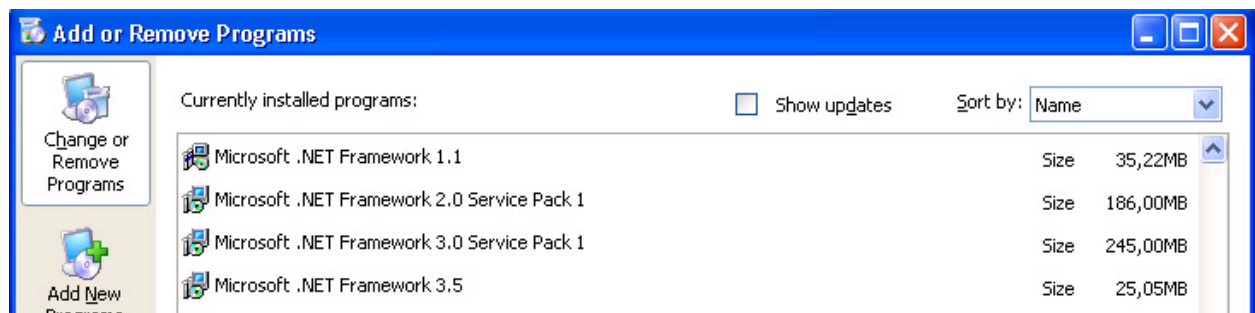 Add or Remove Programs
Change or
Remove
Programs
Add New
Currently installed programs:
Show updates
Sort by: Name
Microsoft .NET Framework 1.1 Size 35,22MB
Microsoft .NET Framework 2.0 Service Pack 1 Size 186,00MB
Microsoft .NET Framework 3.0 Service Pack 1 Size 245,00MB
Microsoft .NET Framework 3.5 Size 25,05MB